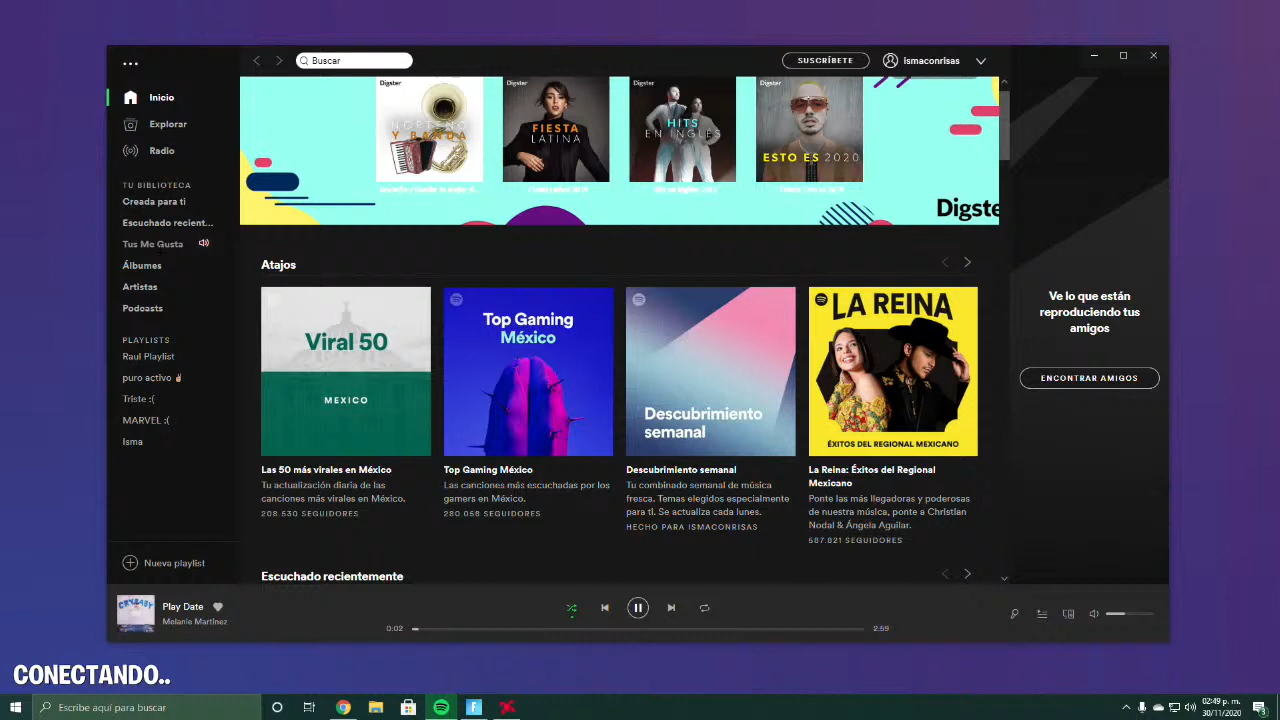 Buscar
SUSCRÍBETE
ismaconrisas
Inicio
Explorar
Radio
TU BIBLIOTECA
Creada para ti
Escuchado recient...
Tus Me Gusta
Álbumes
Artistas
Podcasts
PLAYLISTS
Raul Playlist
puro activo ✌
Triste :(
MARVEL :(
Isma
Nueva playlist
Digster
Digster
Digster
Digster
NORTEÑO
Y BANDA
FIESTA
LATINA
HITS
EN INGLÉS
ESTO ES 2020
Digste
Atajos
Viral 50
MEXICO
Top Gaming
México
Descubrimiento
semanal
LA REINA
ÉXITOS DEL REGIONAL MEXICANO
Las 50 más virales en México
Tu actualización diaria de las
canciones más virales en México.
208.530 SEGUIDORES
Top Gaming México
Las canciones más escuchadas por los
gamers en México.
280.058 SEGUIDORES
Descubrimiento semanal
Tu combinado semanal de música
fresca. Temas elegidos especialmente
para ti. Se actualiza cada lunes.
HECHO PARA ISMACONRISAS
La Reina: Éxitos del Regional
Mexicano
Ponte las más llegadoras y poderosas
de nuestra música, ponte a Christian
Nodal & Ángela Aguilar.
587.821 SEGUIDORES
Escuchado recientemente
Ve lo que están
reproduciendo tus
amigos
ENCONTRAR AMIGOS
CRY BABY
Play Date
Melanie Martinez
0:02
2:59
CONECTANDO..
Escribe aquí para buscar
02:49 p. m.
30/11/2020
3